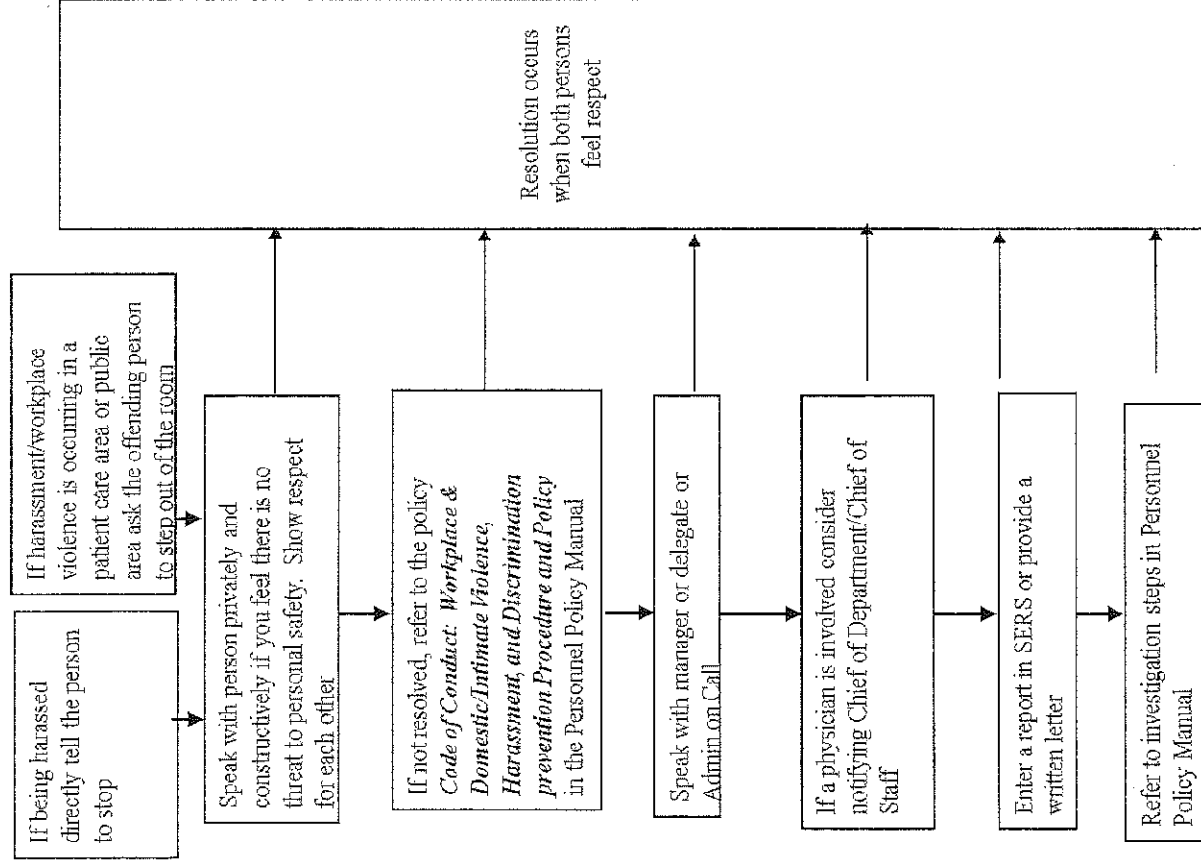 If being harassed
directly tell the person
to stop
If harassment/workplace
violence is occurring in a
patient care area or public
area ask the offending person
to step out of the room
Speak with person privately and
constructively if you feel there is no
threat to personal safety. Show respect
for each other
If not resolved, refer to the policy
Code of Conduct: Workplace &
Domestic/Intimate Violence,
Harassment, and Discrimination
prevention Procedure and Policy
in the Personnel Policy Manual
Speak with manager or delegate or
Admin on Call
If a physician is involved consider
notifying Chief of Department/Chief of
Staff
Enter a report in SERS or provide a
written letter
Refer to investigation steps in Personnel
Policy Manual
Resolution occurs
when both persons
feel respect